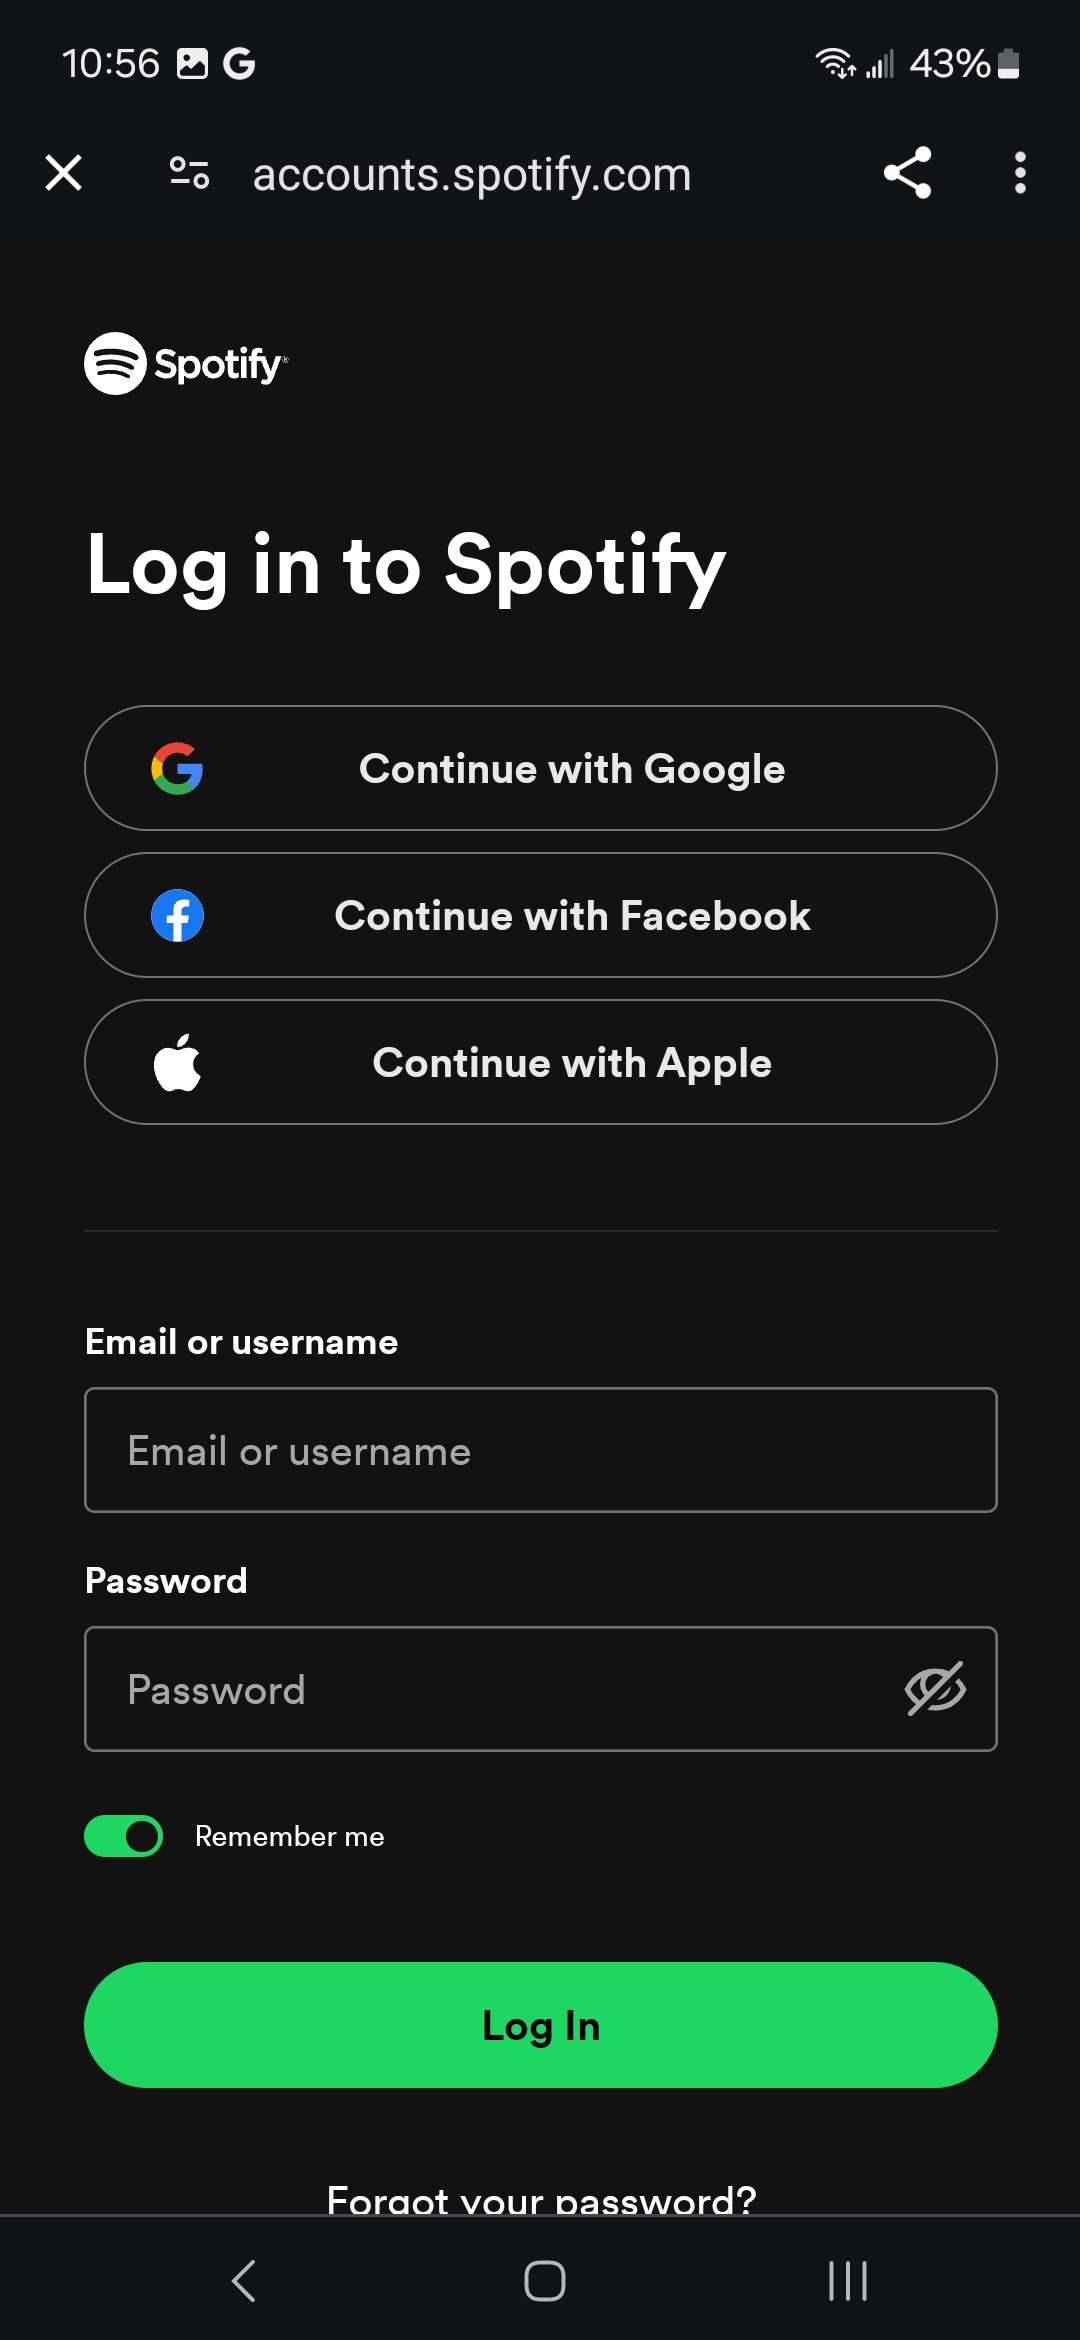 10:56 43%
accounts.spotify.com
Spotify
Log in to Spotify
Continue with Google
Continue with Facebook
Continue with Apple
Email or username
Email or username
Password
Password
Remember me
Log In
Forgot your password?